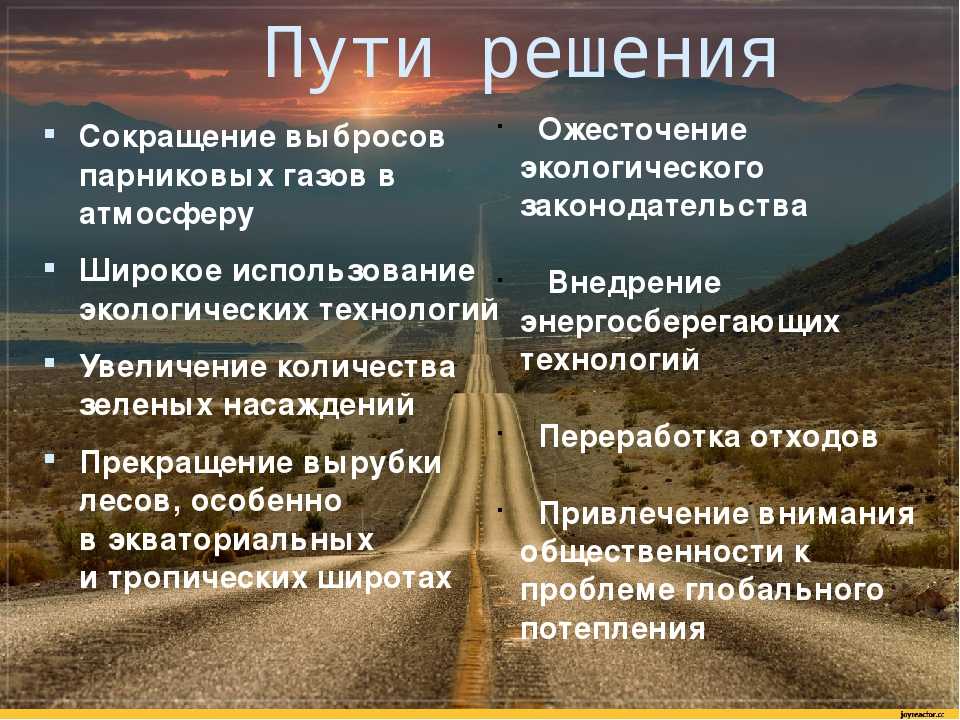 Пути решения
Сокращение выбросов
парниковых газов в
атмосферу
Широкое использование
экологических технологий
Увеличение количества
зеленых насаждений
Прекращение вырубки
лесов, особенно
в экваториальных
и тропических широтах
Ожесточение
экологического
законодательства
Внедрение
энергосберегающих
технологий
Переработка отходов
Привлечение внимания
общественности к
проблеме глобального
потепления
joyreactor.cc